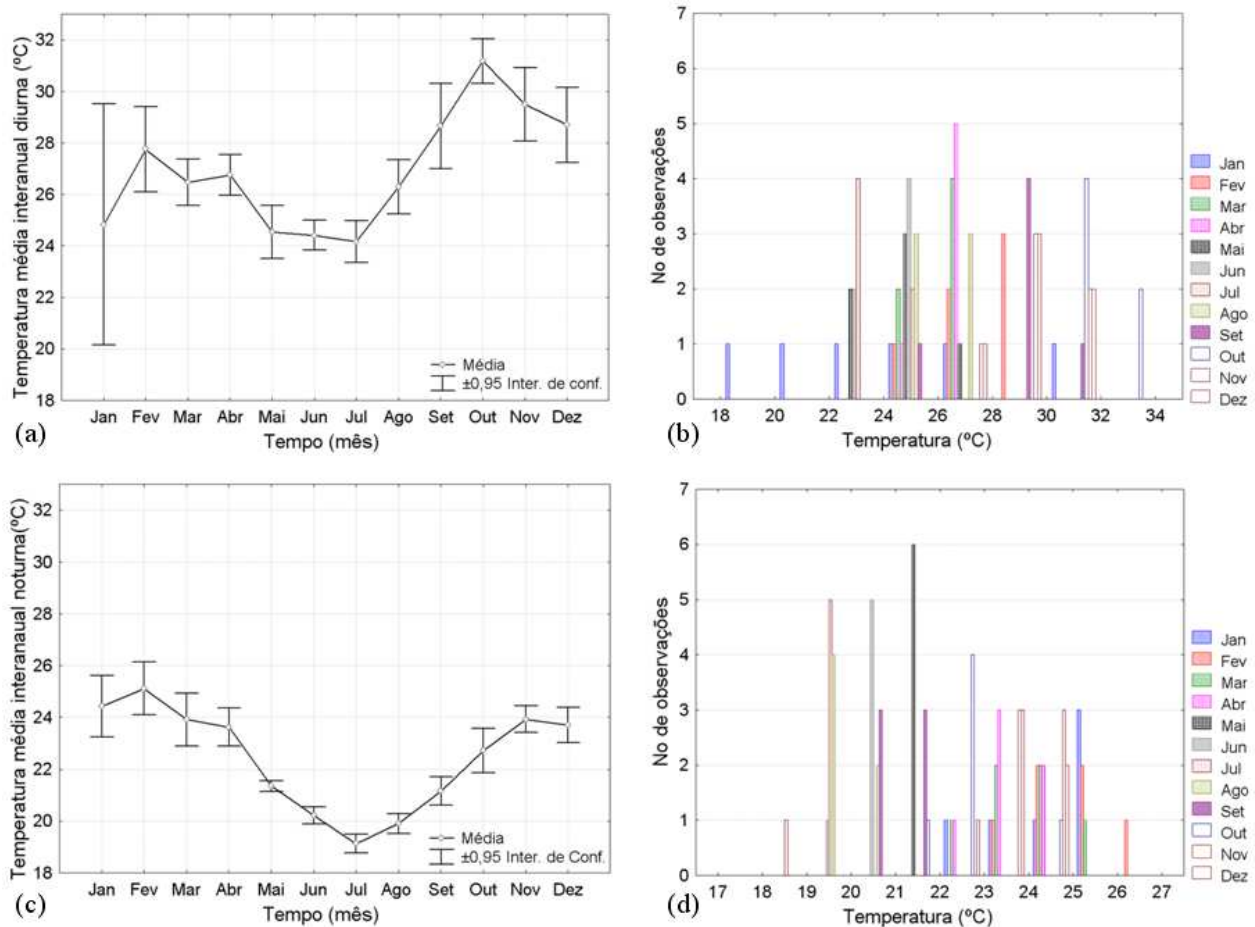 Temperatura média interanual diurna (ºC)
32
30
28
26
24
22
20
18
Média
±0,95 Inter. de conf.
Jan Fev Mar Abr Mai Jun Jul Ago Set Out Nov Dez
Tempo (mês)
(a)
No de observações
7
6
5
4
3
2
1
0
18 20 22 24 26 28 30 32 34
Temperatura (ºC)
(b)
Jan
Fev
Mar
Abr
Mai
Jun
Jul
Ago
Set
Out
Nov
Dez
Temperatura média interanaual noturna(ºC)
32
30
28
26
24
22
20
18
Média
±0,95 Inter. de Conf.
Jan Fev Mar Abr Mai Jun Jul Ago Set Out Nov Dez
Tempo (mês)
(c)
No de observações
7
6
5
4
3
2
1
0
17 18 19 20 21 22 23 24 25 26 27
Temperatura (ºC)
(d)
Jan
Fev
Mar
Abr
Mai
Jun
Jul
Ago
Set
Out
Nov
Dez